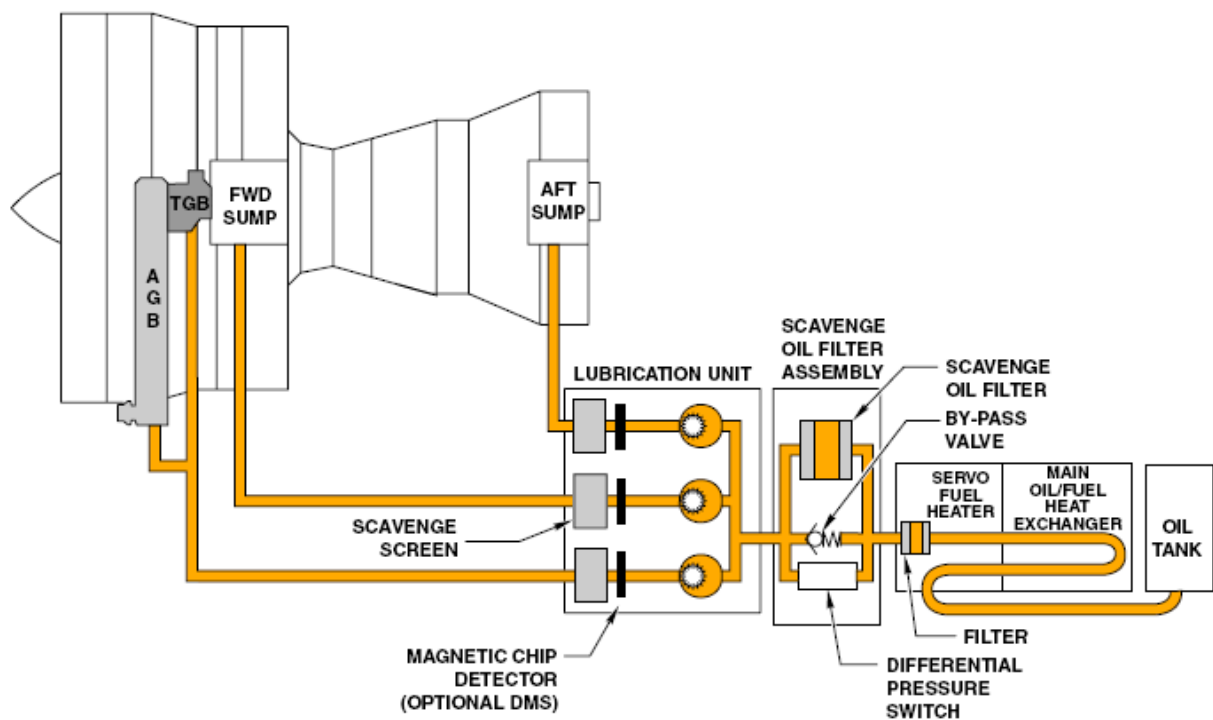 TGB
FWD
SUMP
AFT
SUMP
A
G
B
SCAVENGE
OIL FILTER
ASSEMBLY
SCAVENGE
OIL FILTER
LUBRICATION UNIT
BY-PASS
VALVE
SERVO
FUEL
HEATER
MAIN
OIL/FUEL
HEAT
EXCHANGER
OIL
TANK
SCAVENGE
SCREEN
MAGNETIC CHIP
DETECTOR
(OPTIONAL DMS)
FILTER
DIFFERENTIAL
PRESSURE
SWITCH